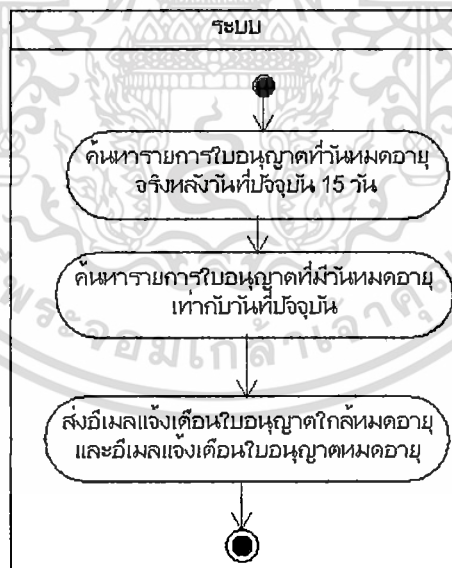 ระบบ
ค้นหารายการใบอนุญาตที่วันหมดอายุ
จริงหลังวันที่ปัจจุบัน 15 วัน
ค้นหารายการใบอนุญาตที่มีวันหมดอายุ
เท่ากับวันที่ปัจจุบัน
ส่งอีเมลแจ้งเตือนใบอนุญาตใกล้หมดอายุ
และอีเมลแจ้งเตือนใบอนุญาตหมดอายุ